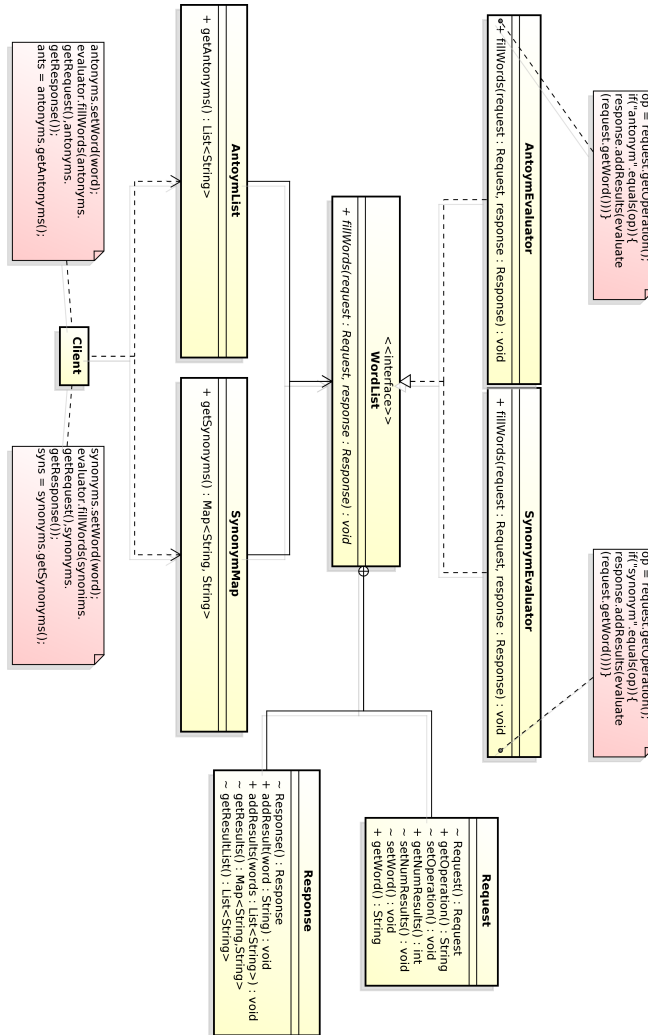 op = request.getOperation();
if("antonym".equals(op)){
response.addResults(evaluate
(request.getWord()))}
op = request.getOperation();
if("synonym".equals(op)){
response.addResults(evaluate
(request.getWord()))}
AntoymEvaluator
+ fillWords(request : Request, response : Response) : void
SynonymEvaluator
+ fillWords(request : Request, response : Response) : void
<<interface>>
WordList
+ fillWords(request : Request, response : Response) : void
Request
~ Request() : Request
+ getOperation() : String
~ setOperation() : void
+ getNumResults() : int
~ setNumResults() : void
~ setWord() : void
+ getWord() : String
AntoymList
+ getAntonyms() : List<String>
SynonymMap
+ getSynonyms() : Map<String, String>
Response
~ Response() : Response
+ addResult(word : String) : void
+ addResults(words : List<String>) : void
~ getResults() : Map<String,String>
~ getResultList() : List<String>
antonyms.setWord(word);
evaluator.fillWords(antonyms.
getRequest(),antonyms.
getResponse());
ants = antonyms.getAntonyms();
Client
synonyms.setWord(word);
evaluator.fillWords(synonims.
getRequest(),synonyms.
getResponse());
syns = synonyms.getSynonyms();